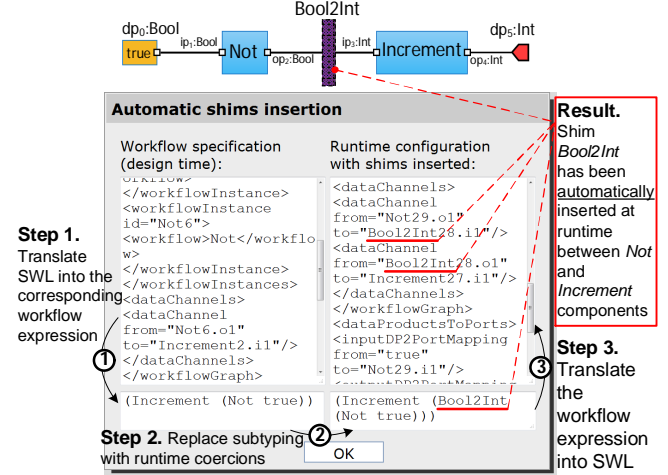 Bool2Int
dp0:Bool
dp5:Int
true
ip1:Bool
Not
op2:Bool
ip3:Int
Increment
op4:Int
Automatic shims insertion
Workflow specification
(design time):
</workflowInstance>
<workflowInstance
id="Not6">
<workflow>Not</workflo
w>
</workflowInstance>
</workflowInstances>
<dataChannels>
<dataChannel
from="Not6.o1"
to="Increment2.i1"/>
</dataChannels>
</workflowGraph>
(Increment (Not true))
Runtime configuration
with shims inserted:
<dataChannels>
<dataChannel
from="Not29.o1"
to="Bool2Int28.i1"/>
<dataChannel
from="Bool2Int28.o1"
to="Increment27.i1"/>
</dataChannels>
</workflowGraph>
<dataProductsToPorts>
<inputDP2PortMapping
from="true"
to="Not29.i1"/>
<outputDP2PortMapping
(Increment (Bool2Int
(Not true)))
OK
Step 1.
Translate
SWL into the
corresponding
workflow
expression
1
Step 2. Replace subtyping
with runtime coercions
2
Result.
Shim
Bool2Int
has been
automatically
inserted at
runtime
between Not
and
Increment
components
3
Step 3.
Translate
the
workflow
expression
into SWL